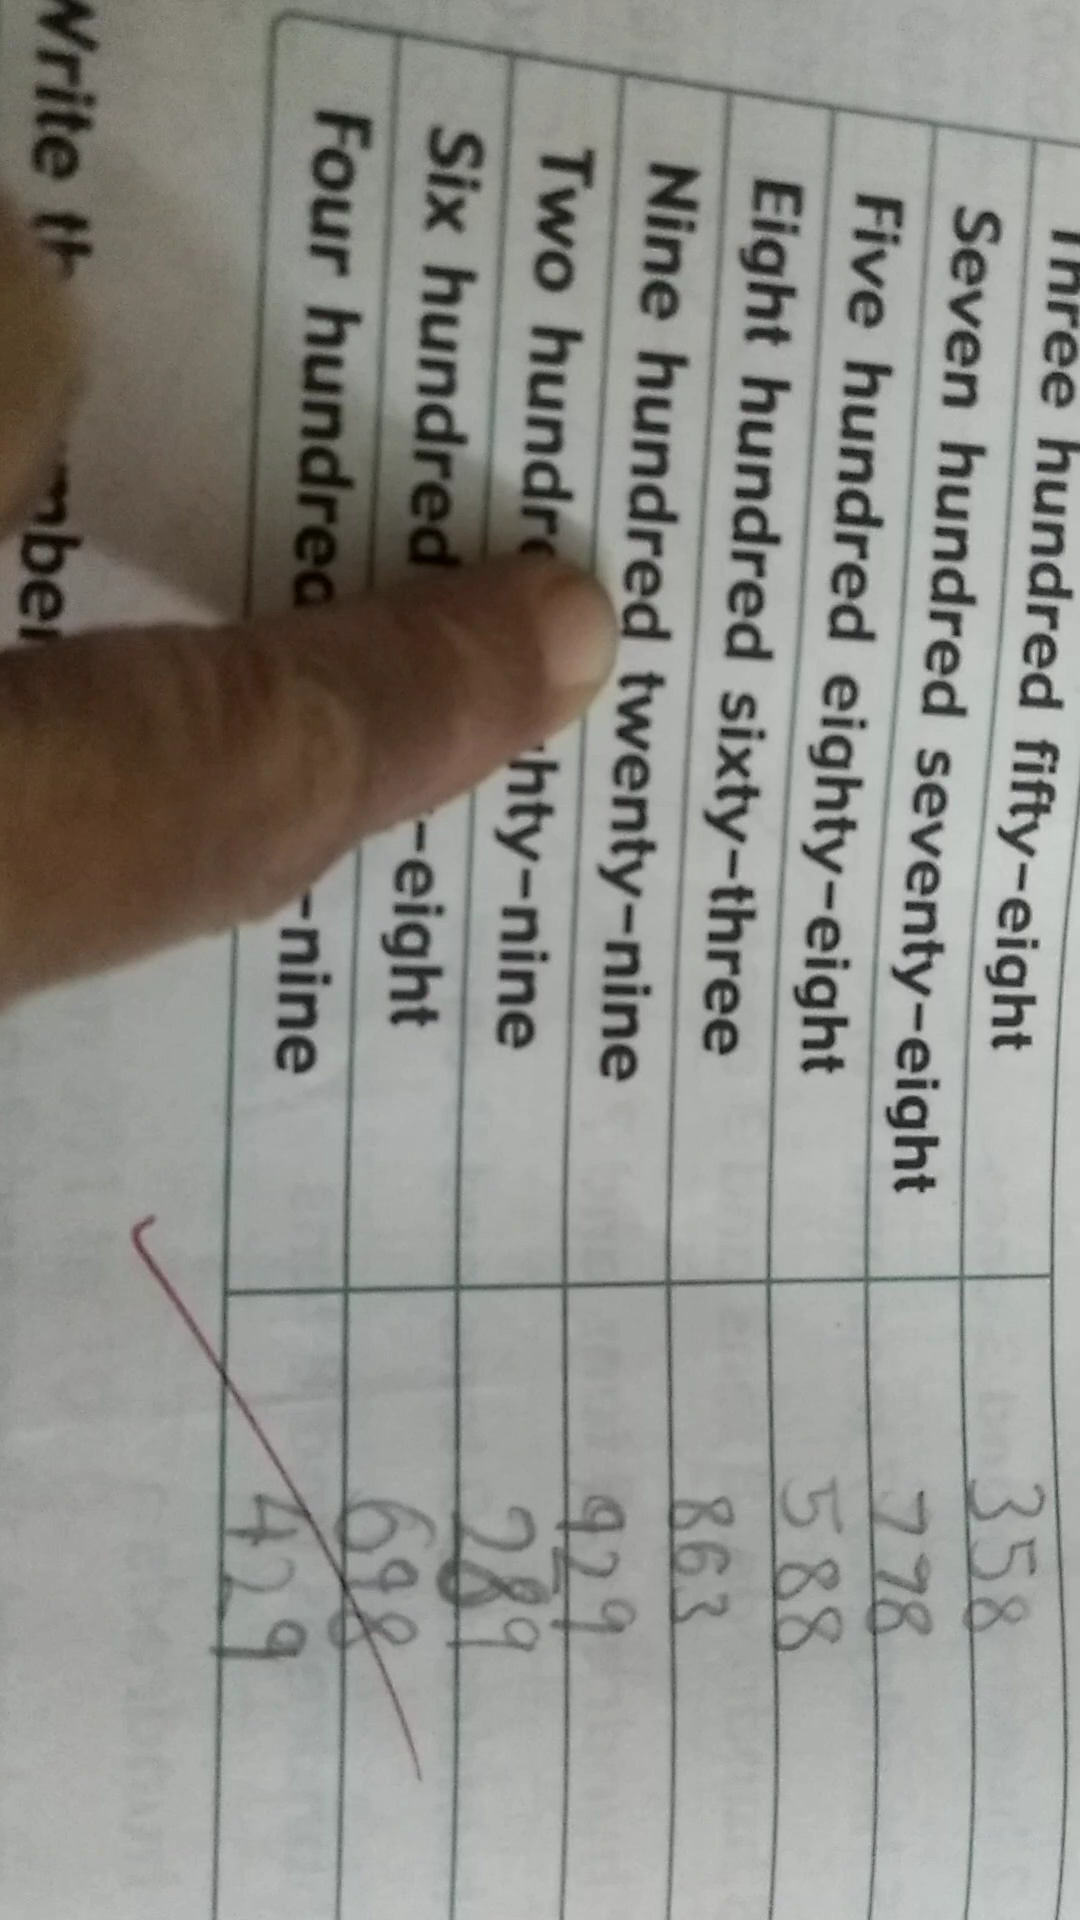 Three hundred fifty-eight 358
Seven hundred seventy-eight 778
Five hundred eighty-eight 588
Eight hundred sixty-three 863
Nine hundred twenty-nine 929
Two hundr hty-nine 289
Six hundred -eight 698
Four hundred -nine 429
Write